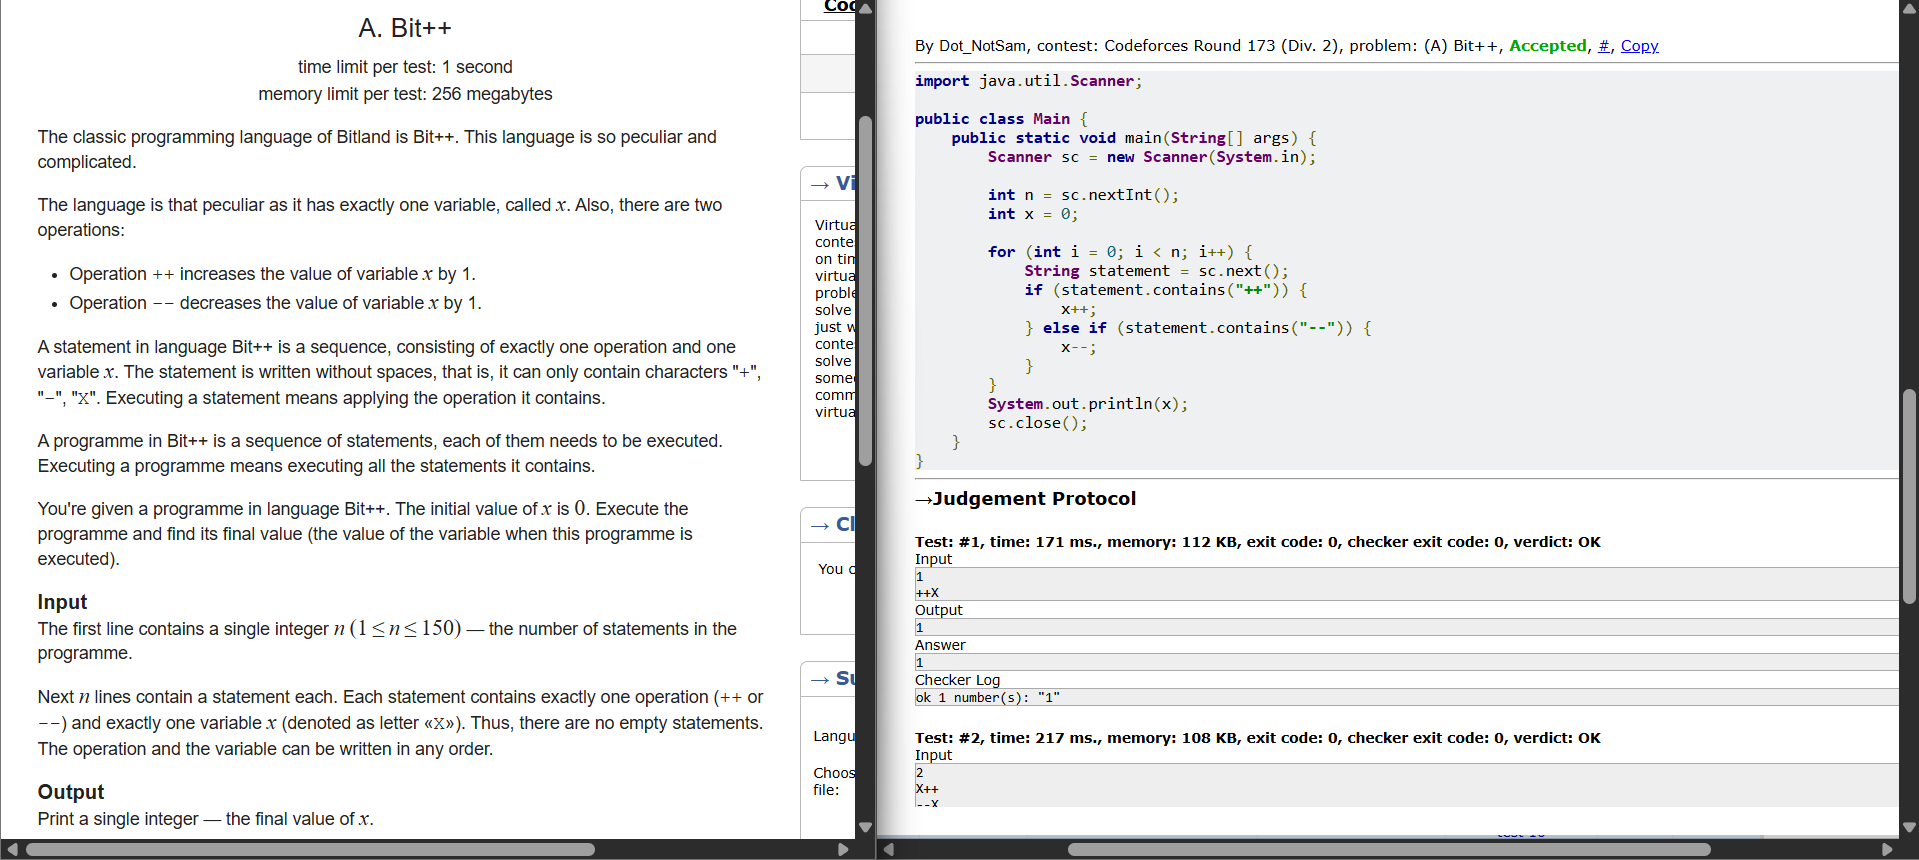 A. Bit++
time limit per test: 1 second
memory limit per test: 256 megabytes
The classic programming language of Bitland is Bit++. This language is so peculiar and
complicated.
The language is that peculiar as it has exactly one variable, called x. Also, there are two
operations:
• Operation ++ increases the value of variable x by 1.
• Operation -- decreases the value of variable x by 1.
A statement in language Bit++ is a sequence, consisting of exactly one operation and one
variable x. The statement is written without spaces, that is, it can only contain characters "+",
"-", "X". Executing a statement means applying the operation it contains.
A programme in Bit++ is a sequence of statements, each of them needs to be executed.
Executing a programme means executing all the statements it contains.
You're given a programme in language Bit++. The initial value of x is 0. Execute the
programme and find its final value (the value of the variable when this programme is
executed).
Input
The first line contains a single integer n (1 ≤ n ≤ 150) — the number of statements in the
programme.
Next n lines contain a statement each. Each statement contains exactly one operation (++ or
--) and exactly one variable x (denoted as letter «X»). Thus, there are no empty statements.
The operation and the variable can be written in any order.
Output
Print a single integer — the final value of x.
→ Vi
Virtua
conte
on tim
virtua
proble
solve
just w
conte
solve
some
comm
virtua
→ Cl
You c
→ Su
Langu
Choos
file:
By Dot_NotSam, contest: Codeforces Round 173 (Div. 2), problem: (A) Bit++, Accepted, #, Copy
import java.util.Scanner;
public class Main {
public static void main(String[] args) {
Scanner sc = new Scanner(System.in);
int n = sc.nextInt();
int x = 0;
for (int i = 0; i < n; i++) {
String statement = sc.next();
if (statement.contains("++")) {
x++;
} else if (statement.contains("--")) {
x--;
}
}
System.out.println(x);
sc.close();
}
}
→Judgement Protocol
Test: #1, time: 171 ms., memory: 112 KB, exit code: 0, checker exit code: 0, verdict: OK
Input
1
++X
Output
1
Answer
1
Checker Log
ok 1 number(s): "1"
Test: #2, time: 217 ms., memory: 108 KB, exit code: 0, checker exit code: 0, verdict: OK
Input
2
X++
--X